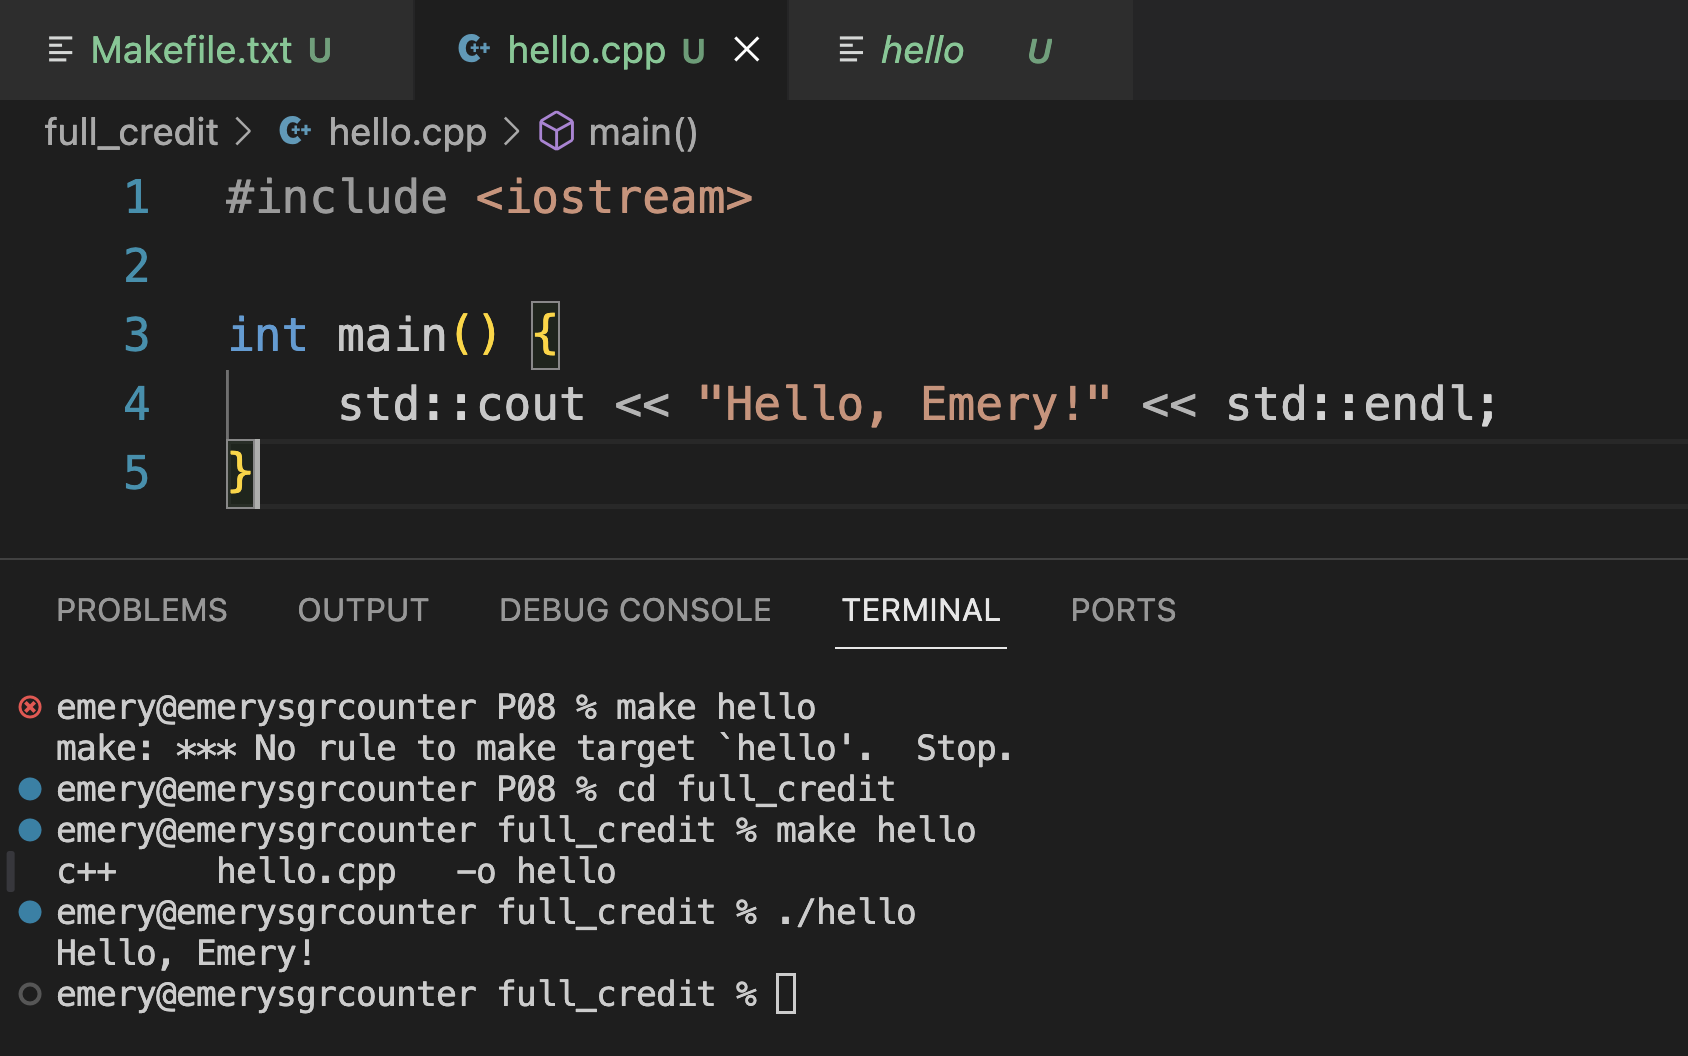 Makefile.txt U hello.cpp U hello U
full_credit > hello.cpp > main()
1 #include <iostream>
2
3 int main() {
4     std::cout << "Hello, Emery!" << std::endl;
5 }
PROBLEMS OUTPUT DEBUG CONSOLE TERMINAL PORTS
emery@emerysgrcounter P08 % make hello
make: *** No rule to make target `hello'.  Stop.
emery@emerysgrcounter P08 % cd full_credit
emery@emerysgrcounter full_credit % make hello
c++     hello.cpp   -o hello
emery@emerysgrcounter full_credit % ./hello
Hello, Emery!
emery@emerysgrcounter full_credit %